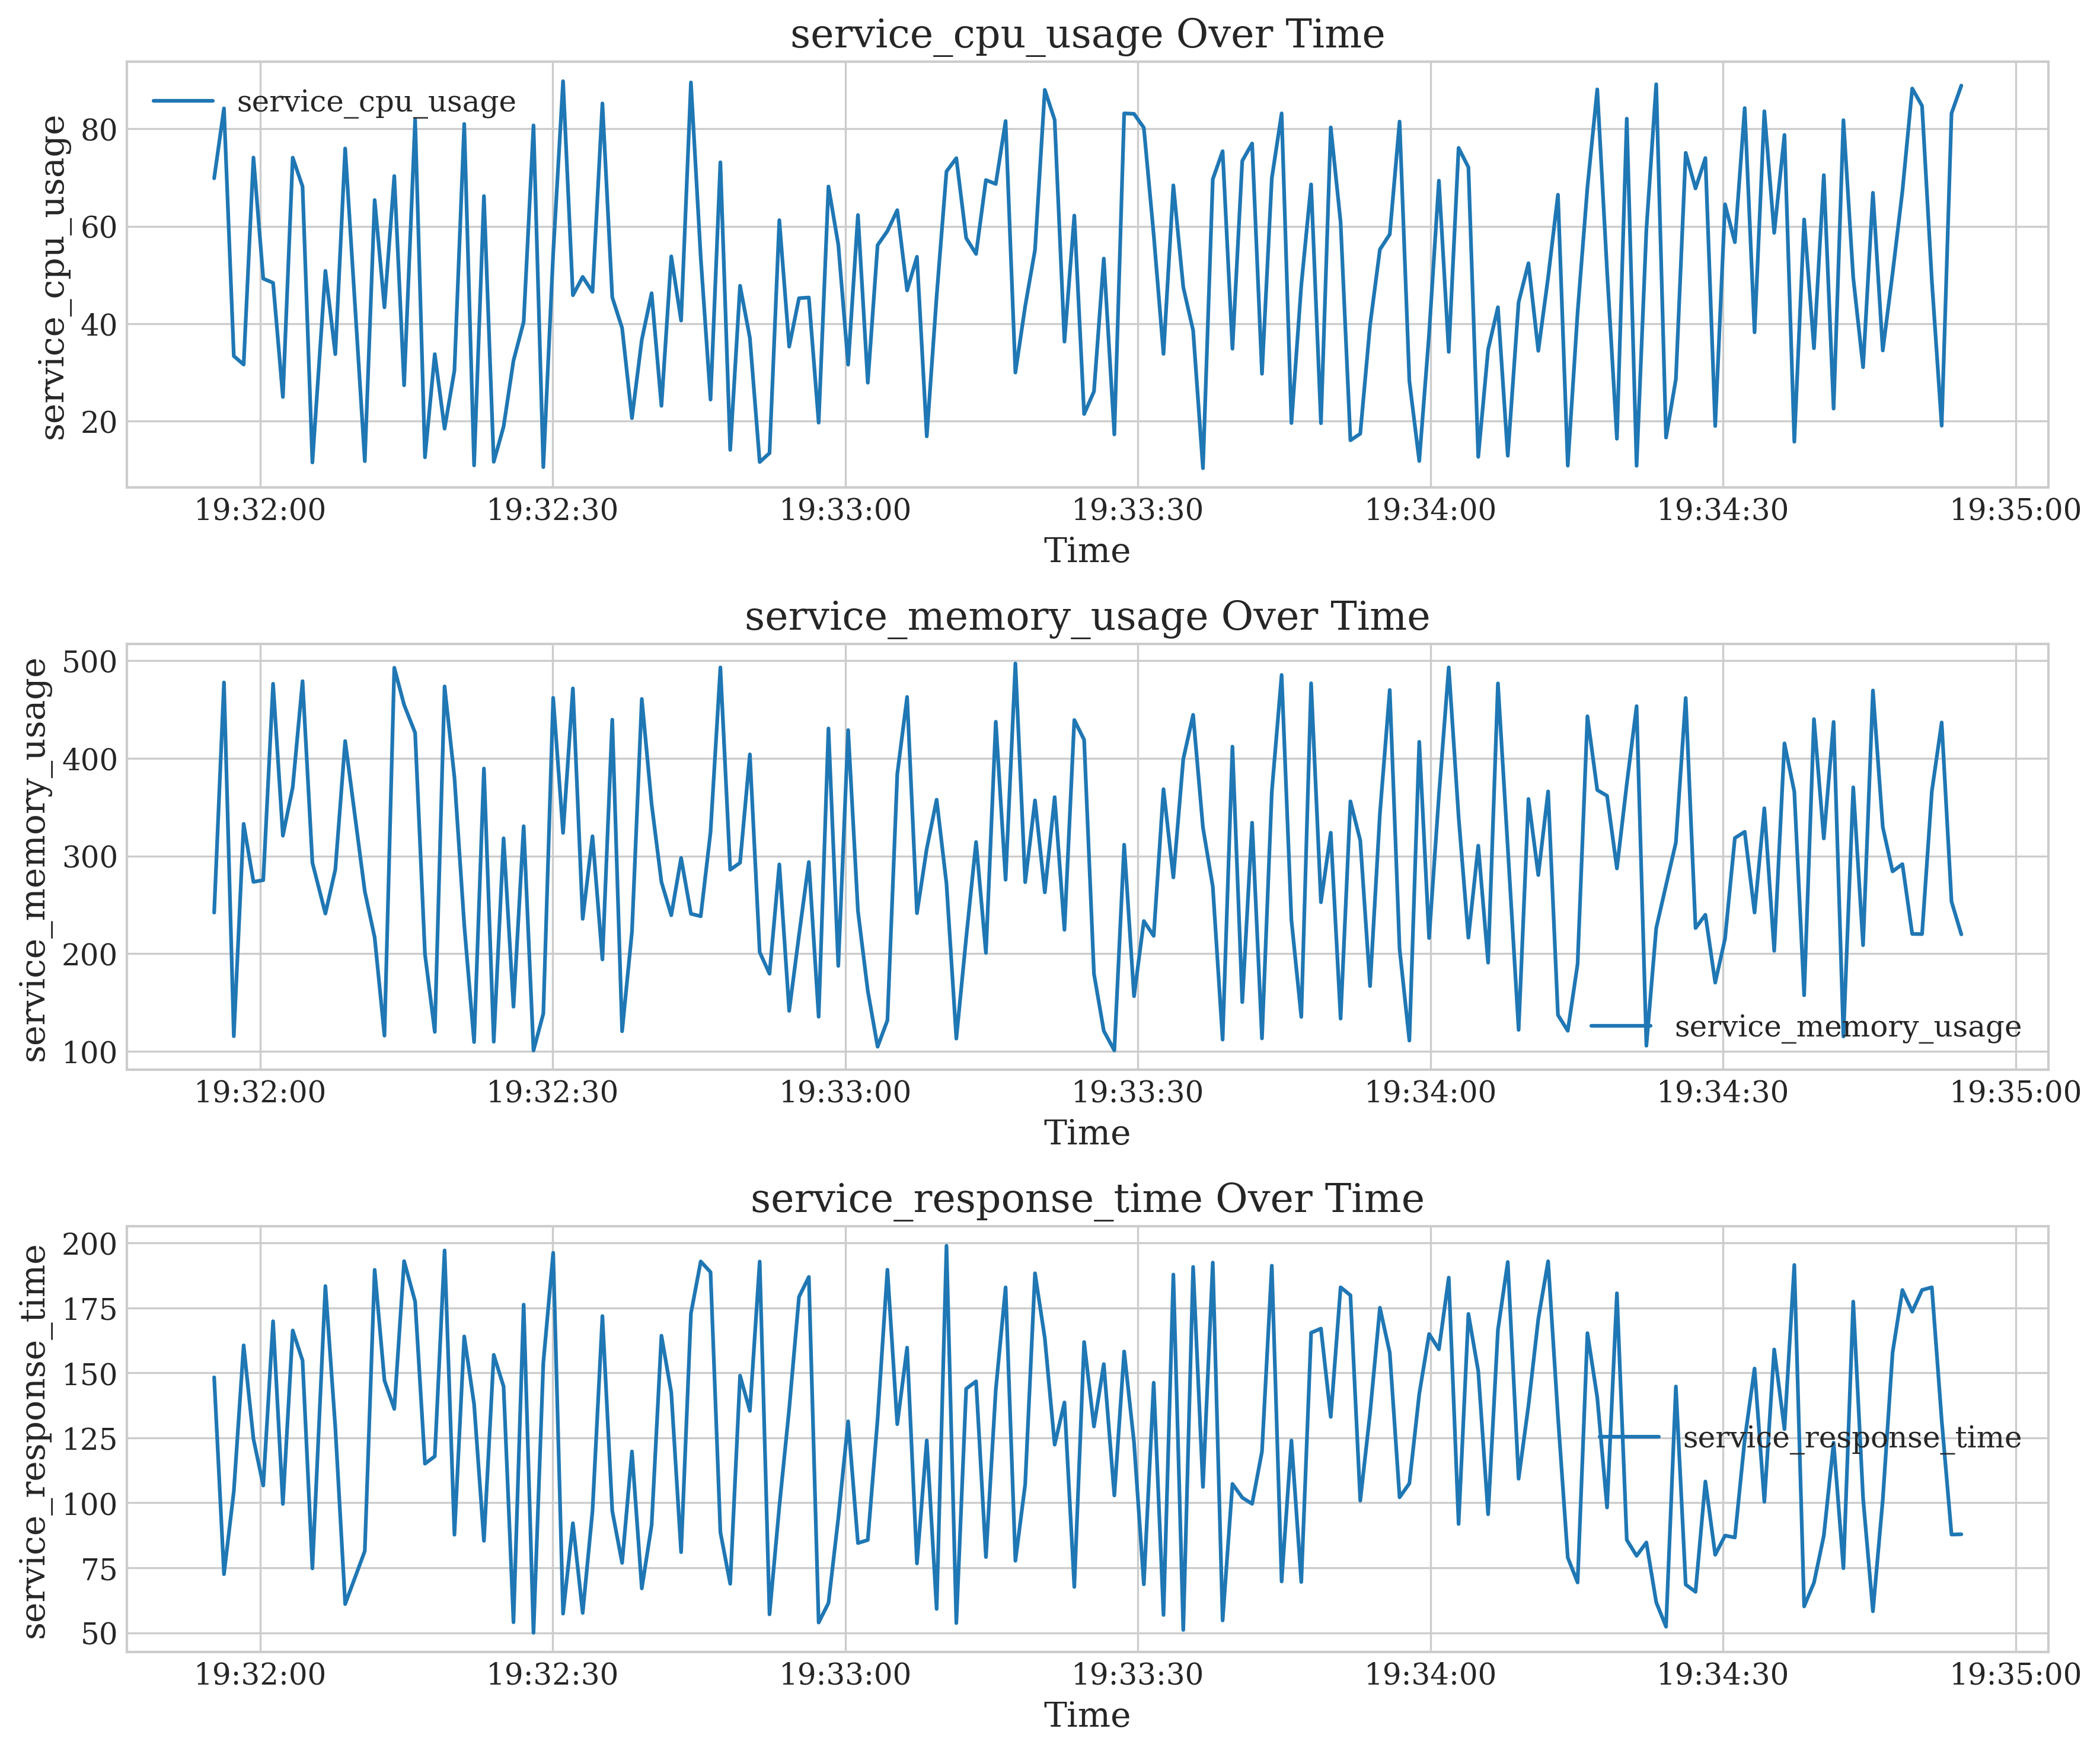 service_cpu_usage Over Time
service_cpu_usage
service_cpu_usage
80
60
40
20
19:32:00 19:32:30 19:33:00 19:33:30 19:34:00 19:34:30 19:35:00
Time
service_memory_usage Over Time
service_memory_usage
500
400
300
200
100
service_memory_usage
19:32:00 19:32:30 19:33:00 19:33:30 19:34:00 19:34:30 19:35:00
Time
service_response_time Over Time
service_response_time
200
175
150
125
100
75
50
service_response_time
19:32:00 19:32:30 19:33:00 19:33:30 19:34:00 19:34:30 19:35:00
Time